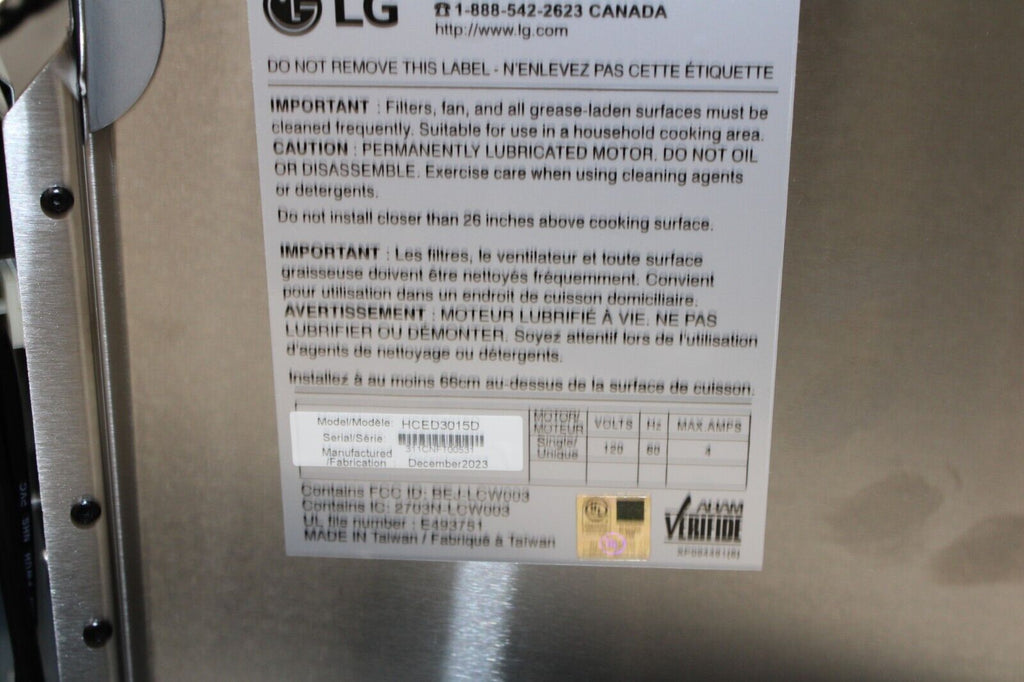 LG
☎ 1-888-542-2623 CANADA
http://www.lg.com
DO NOT REMOVE THIS LABEL - N'ENLEVEZ PAS CETTE ÉTIQUETTE
IMPORTANT : Filters, fan, and all grease-laden surfaces must be
cleaned frequently. Suitable for use in a household cooking area.
CAUTION : PERMANENTLY LUBRICATED MOTOR. DO NOT OIL
OR DISASSEMBLE. Exercise care when using cleaning agents
or detergents.
Do not install closer than 26 inches above cooking surface.
IMPORTANT : Les filtres, le ventilateur et toute surface
graisseuse doivent être nettoyés fréquemment. Convient
pour utilisation dans un endroit de cuisson domiciliaire.
AVERTISSEMENT : MOTEUR LUBRIFIÉ À VIE. NE PAS
LUBRIFIER OU DÉMONTER. Soyez attentif lors de l'utilisation
d'agents de nettoyage ou détergents.
Installez à au moins 66cm au-dessus de la surface de cuisson.
Model/Modèle: HCED3015D
Serial/Série:
311CNF100531
Manufactured
/Fabrication : December2023
MOTOR/ MOTEUR VOLTS Hz MAX AMPS
Single/ Unique 120 60 4
Contains FCC ID: BEJ-LCW003
Contains IC: 2703N-LCW003
UL file number : E493751
MADE IN Taiwan / Fabriqué à Taiwan
UL
ADIAM
VERIFIDE
PVC